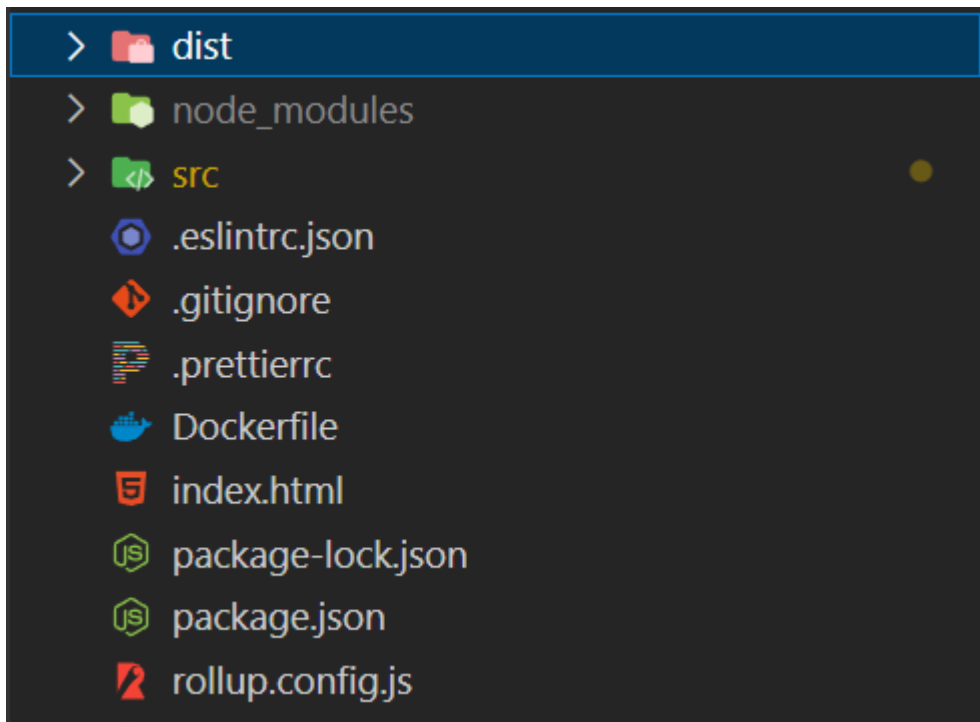 dist
node_modules
src
.eslintrc.json
.gitignore
.prettierrc
Dockerfile
index.html
package-lock.json
package.json
rollup.config.js